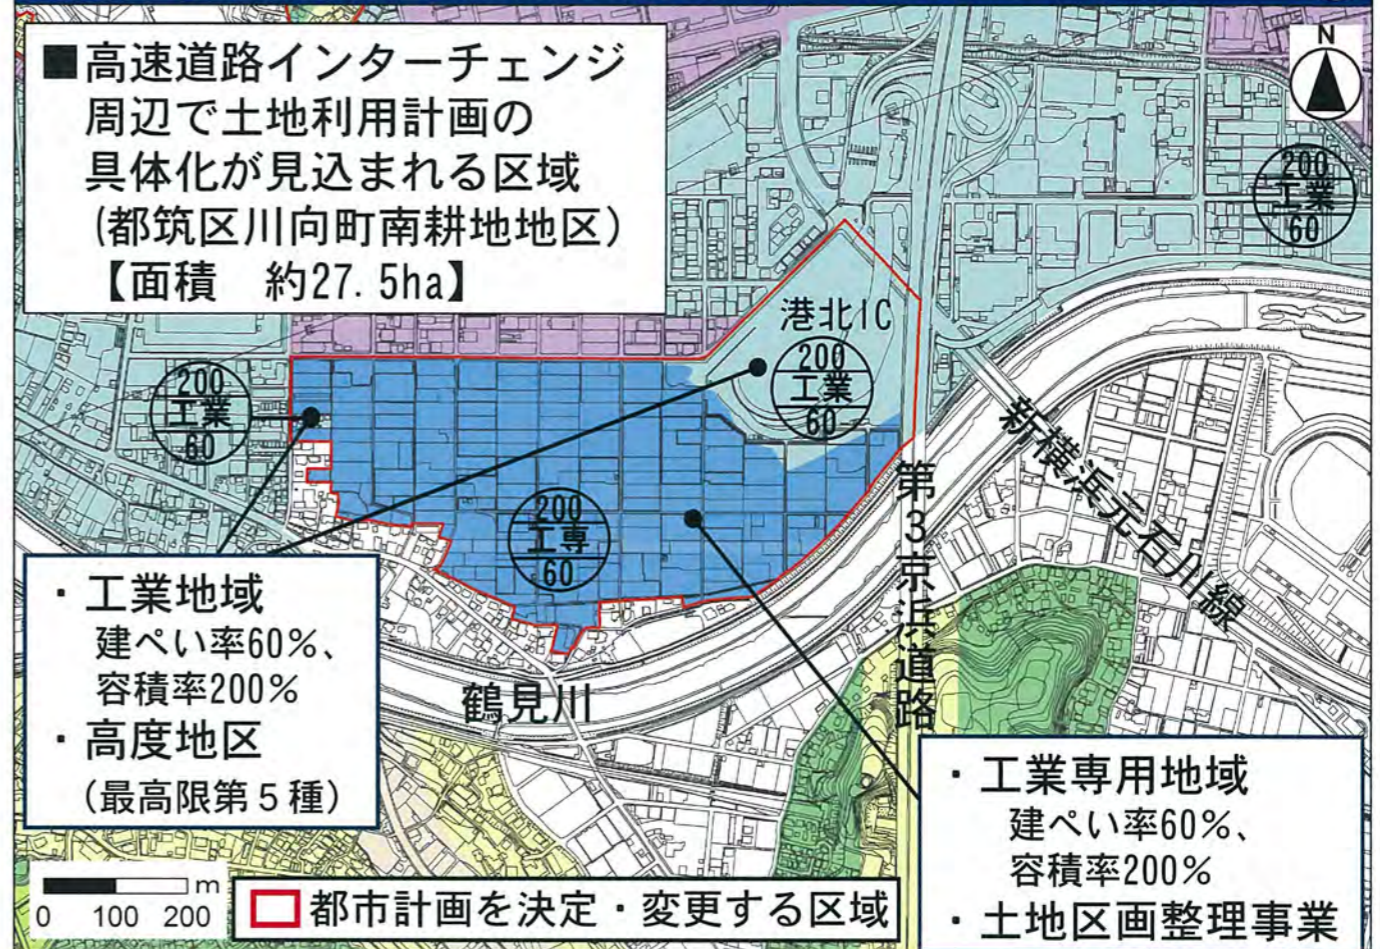 ■高速道路インターチェンジ
周辺で土地利用計画の
具体化が見込まれる区域
(都筑区川向町南耕地地区)
【面積　約27.5ha】
N
200
工業
60
港北IC
200
工業
60
200
工業
60
新横浜元石川線
第3京浜道路
200
工専
60
鶴見川
・工業地域
建ぺい率60%、
容積率200%
・高度地区
(最高限第5種)
・工業専用地域
建ぺい率60%、
容積率200%
・土地区画整理事業
m
0 100 200
都市計画を決定・変更する区域